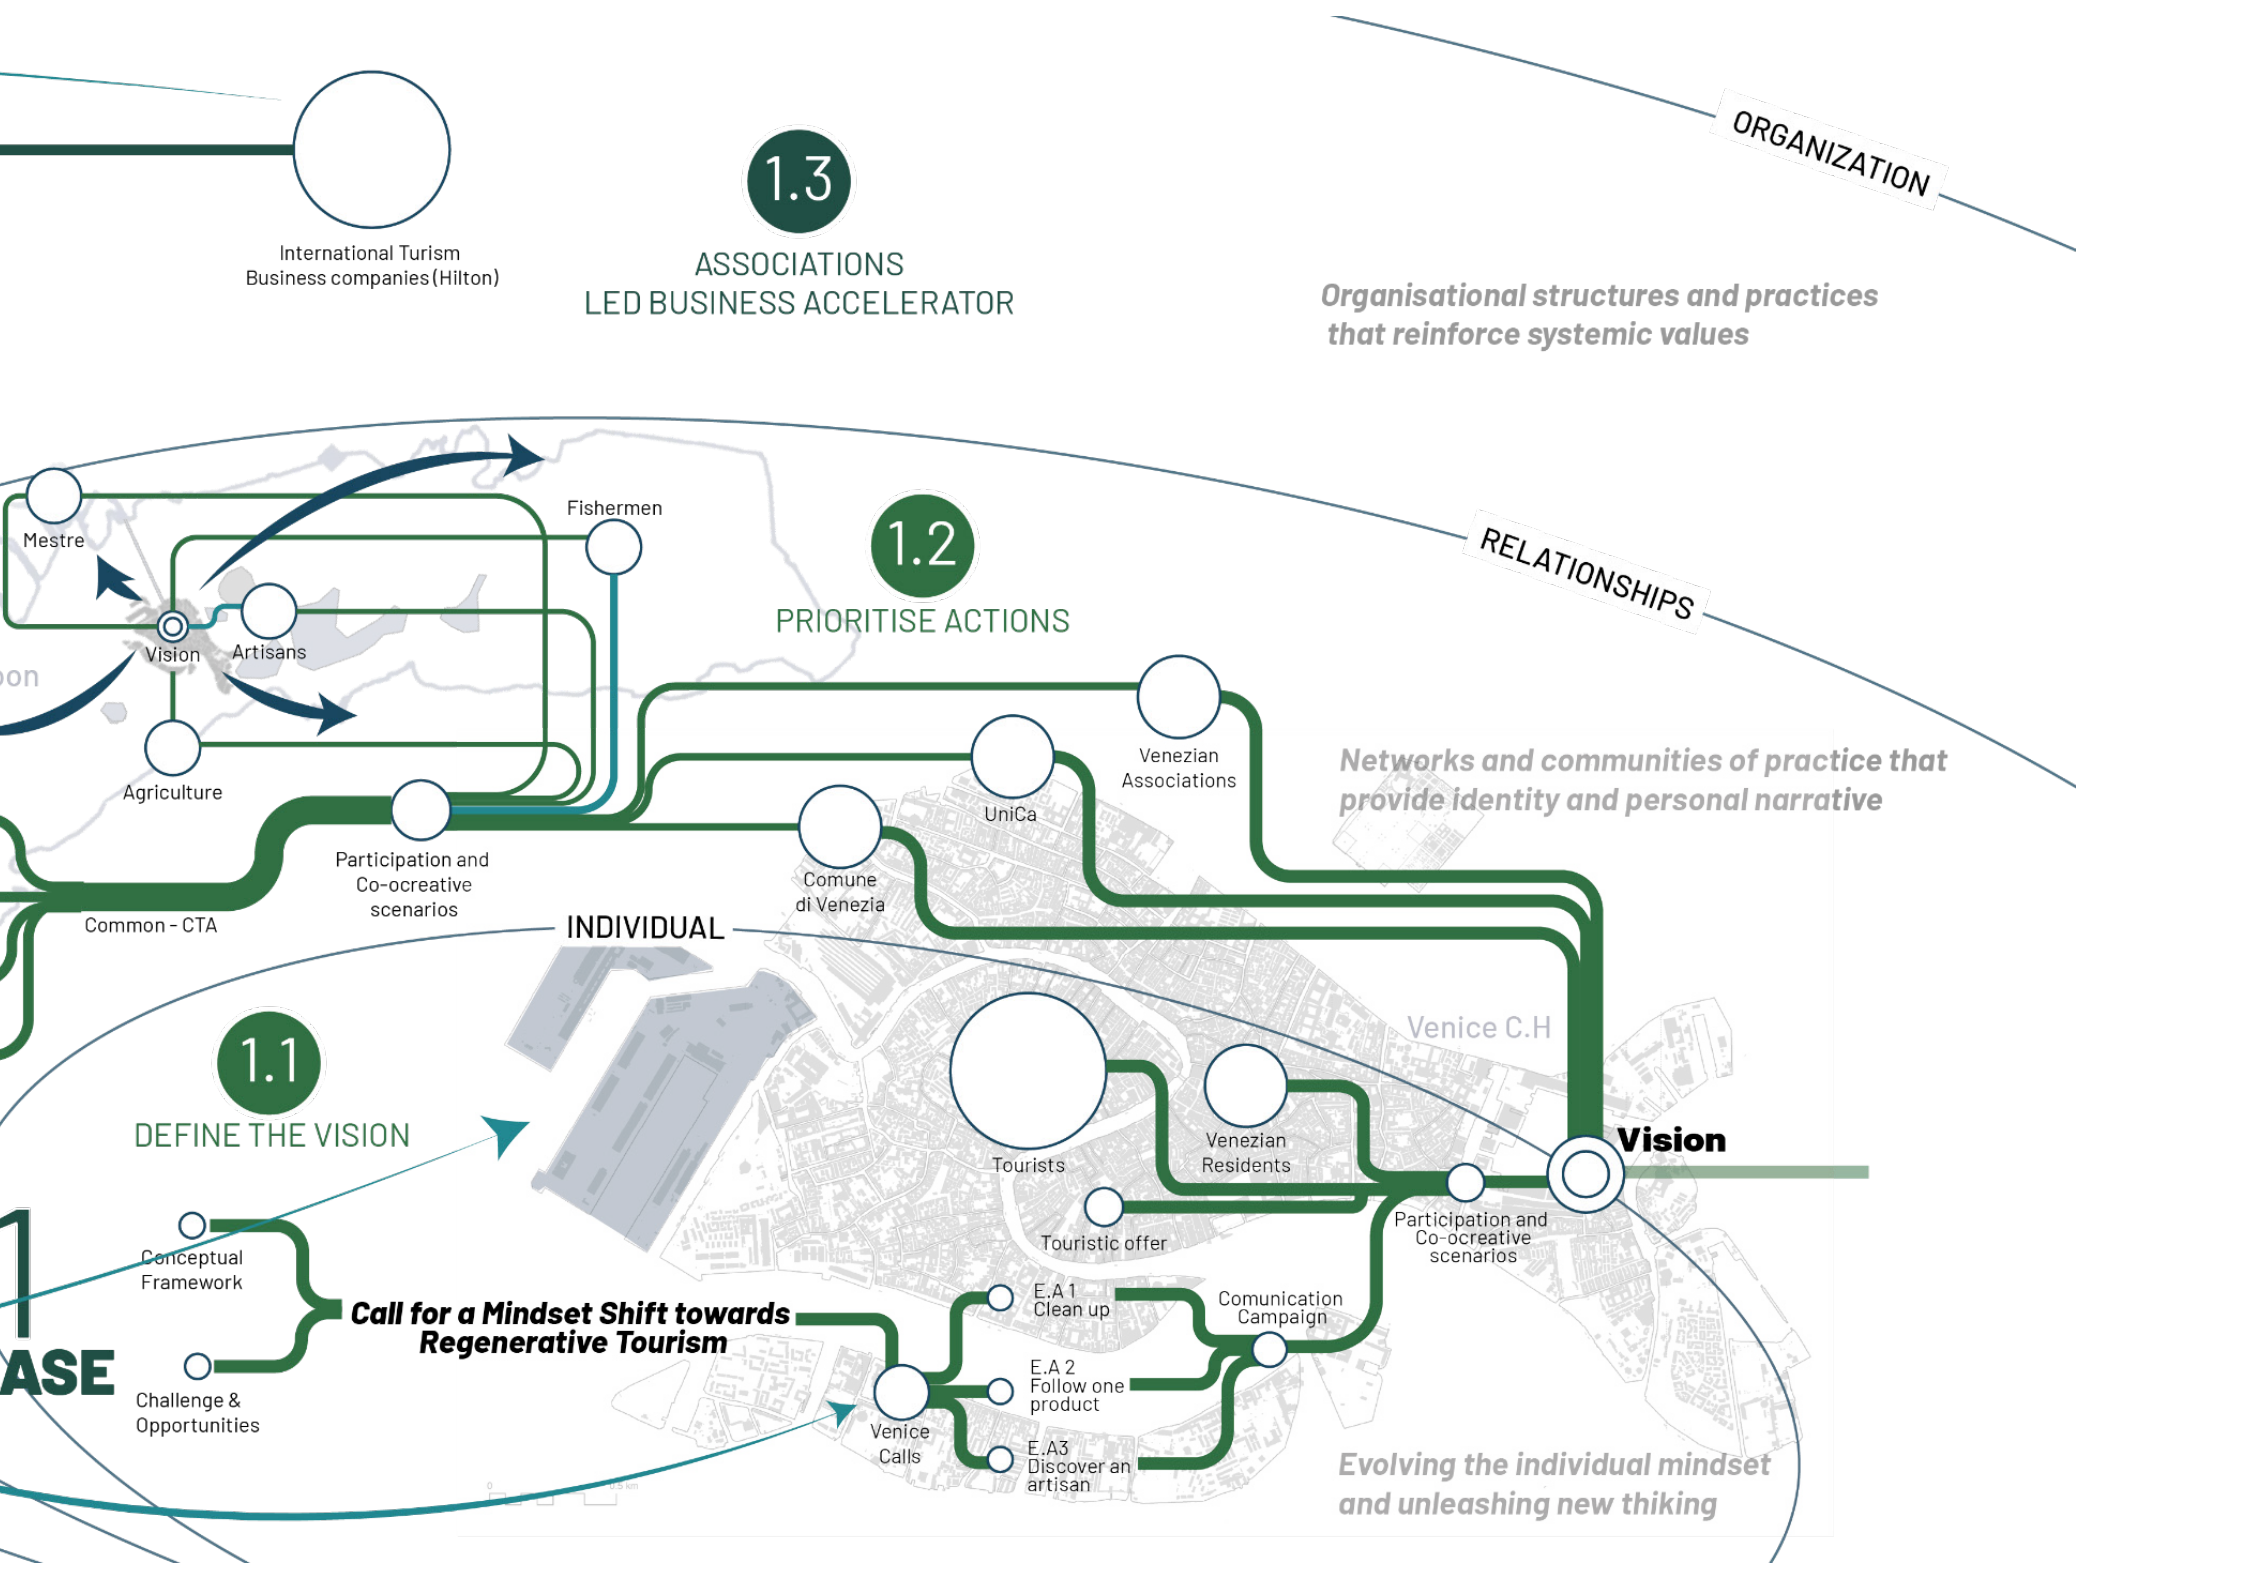 ORGANIZATION
1.3
ASSOCIATIONS
LED BUSINESS ACCELERATOR
International Turism
Business companies (Hilton)
Organisational structures and practices
that reinforce systemic values
RELATIONSHIPS
Mestre
Fishermen
1.2
PRIORITISE ACTIONS
Vision
Artisans
Agriculture
Venezian
Associations
UniCa
Networks and communities of practice that
provide identity and personal narrative
Participation and
Co-ocreative
scenarios
Comune
di Venezia
Common - CTA
INDIVIDUAL
Venice C.H
1.1
DEFINE THE VISION
Tourists
Venezian
Residents
Vision
Touristic offer
Participation and
Co-ocreative
scenarios
1
ASE
Conceptual
Framework
Challenge &
Opportunities
Call for a Mindset Shift towards
Regenerative Tourism
Venice
Calls
E.A 1
Clean up
E.A 2
Follow one
product
E.A3
Discover an
artisan
Comunication
Campaign
Evolving the individual mindset
and unleashing new thiking
0
0.5 km